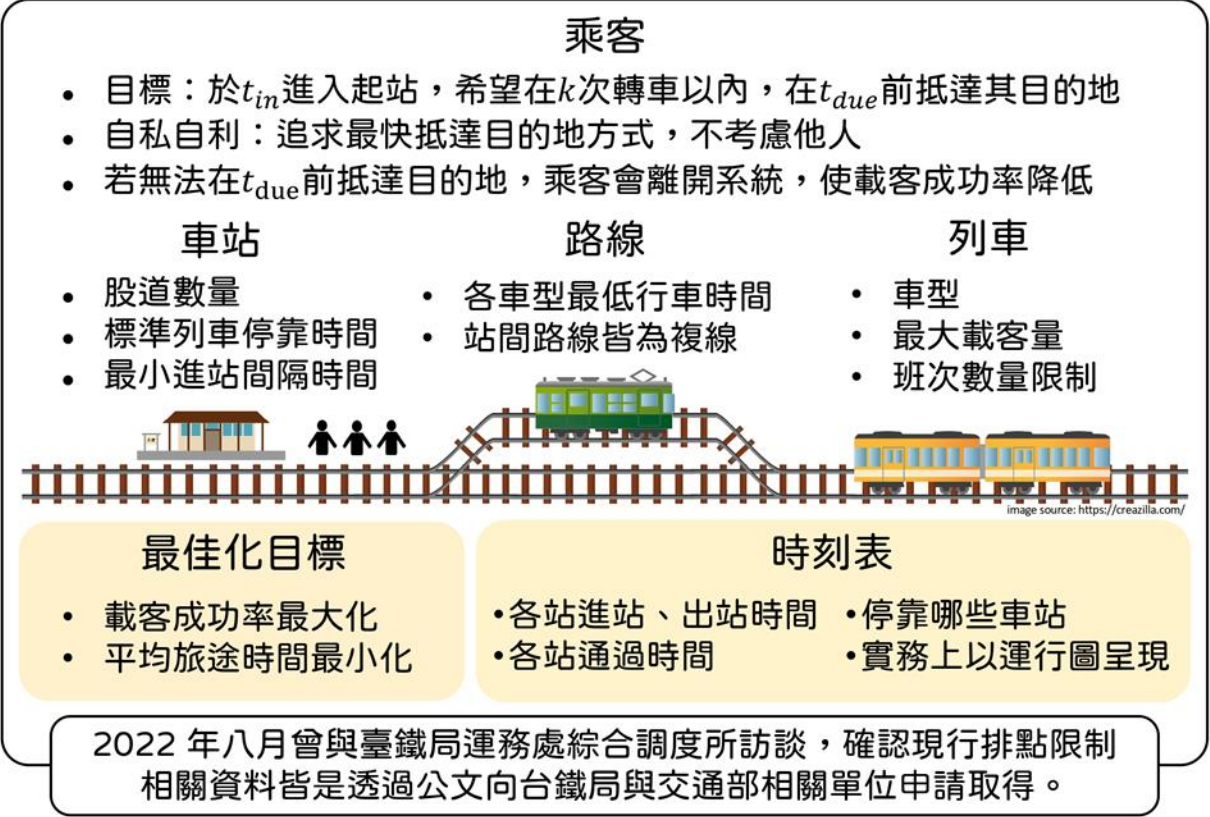 乘客
• 目標：於t_in進入起站，希望在k次轉車以內，在t_due前抵達其目的地
• 自私自利：追求最快抵達目的地方式，不考慮他人
• 若無法在t_due前抵達目的地，乘客會離開系統，使載客成功率降低
車站
• 股道數量
• 標準列車停靠時間
• 最小進站間隔時間
路線
• 各車型最低行車時間
• 站間路線皆為複線
列車
• 車型
• 最大載客量
• 班次數量限制
image source: https://creazilla.com/
最佳化目標
• 載客成功率最大化
• 平均旅途時間最小化
時刻表
•各站進站、出站時間
•各站通過時間
•停靠哪些車站
•實務上以運行圖呈現
2022 年八月曾與臺鐵局運務處綜合調度所訪談，確認現行排點限制
相關資料皆是透過公文向台鐵局與交通部相關單位申請取得。